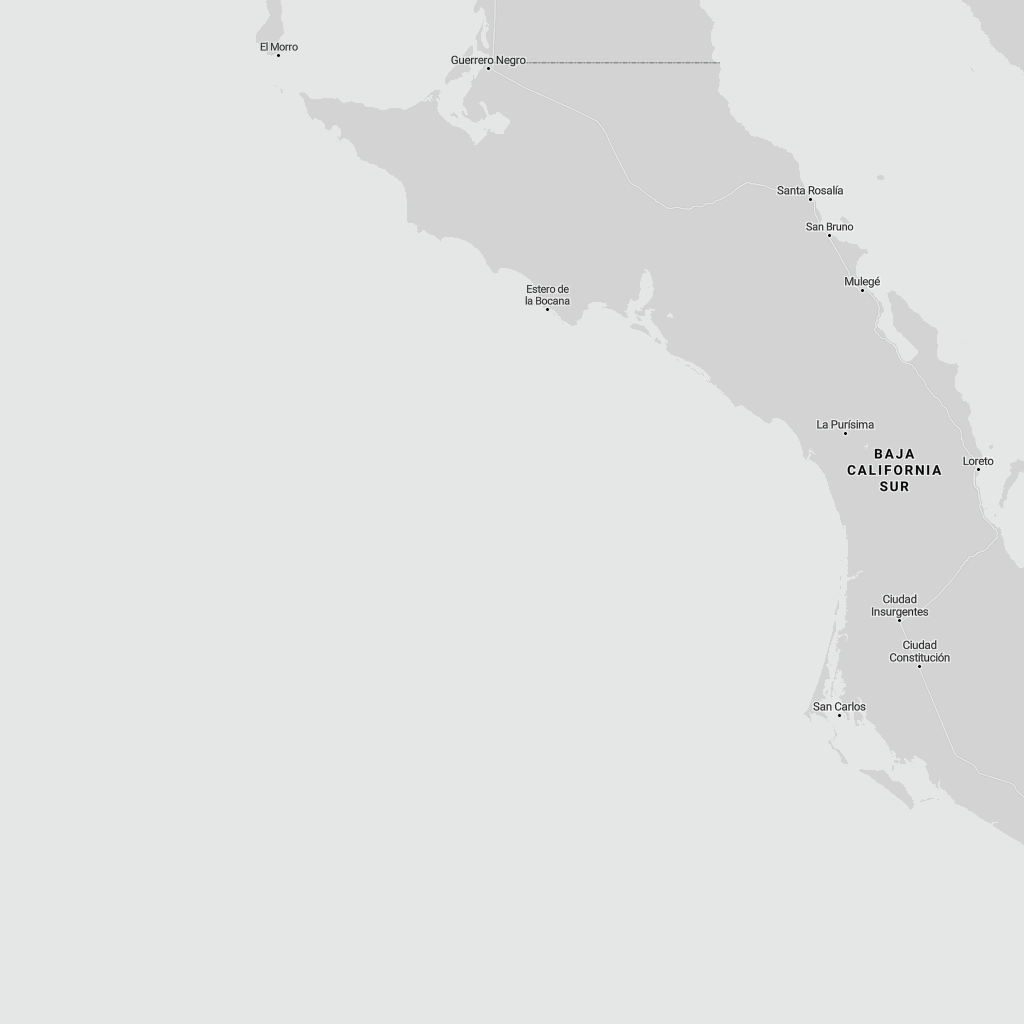 El Morro
Guerrero Negro
Santa Rosalía
San Bruno
Mulegé
Estero de
la Bocana
La Purísima
BAJA
CALIFORNIA
SUR
Loreto
Ciudad
Insurgentes
Ciudad
Constitución
San Carlos